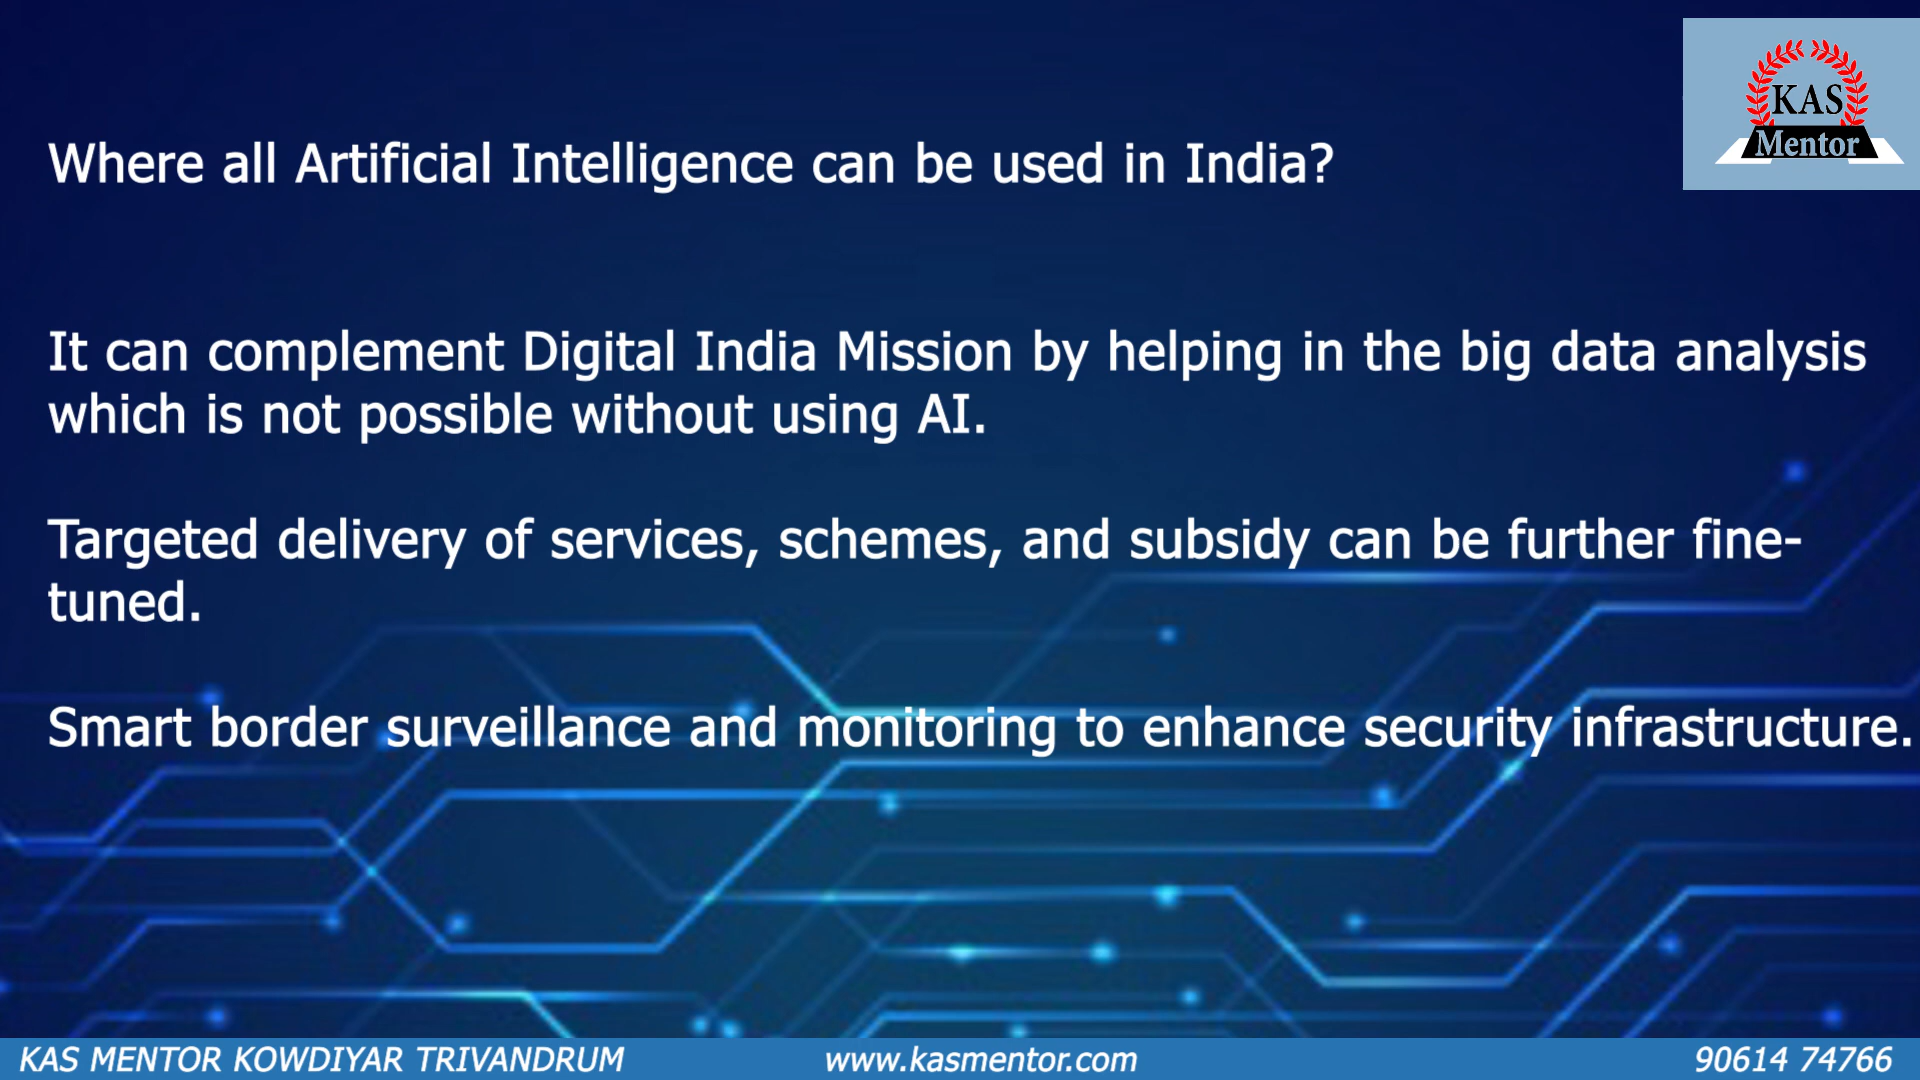 KAS
Mentor
Where all Artificial Intelligence can be used in India?
It can complement Digital India Mission by helping in the big data analysis
which is not possible without using AI.
Targeted delivery of services, schemes, and subsidy can be further fine-
tuned.
Smart border surveillance and monitoring to enhance security infrastructure.
KAS MENTOR KOWDIYAR TRIVANDRUM
www.kasmentor.com
90614 74766